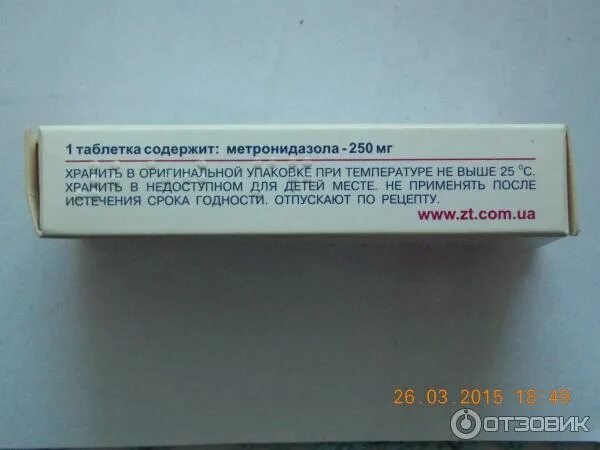 1 таблетка содержит: метронидазола - 250 мг
ХРАНИТЬ В ОРИГИНАЛЬНОЙ УПАКОВКЕ ПРИ ТЕМПЕРАТУРЕ НЕ ВЫШЕ 25 °С.
ХРАНИТЬ В НЕДОСТУПНОМ ДЛЯ ДЕТЕЙ МЕСТЕ. НЕ ПРИМЕНЯТЬ ПОСЛЕ
ИСТЕЧЕНИЯ СРОКА ГОДНОСТИ. ОТПУСКАЮТ ПО РЕЦЕПТУ.
www.zt.com.ua
26.03.2015 18:49
ОТЗОВИК